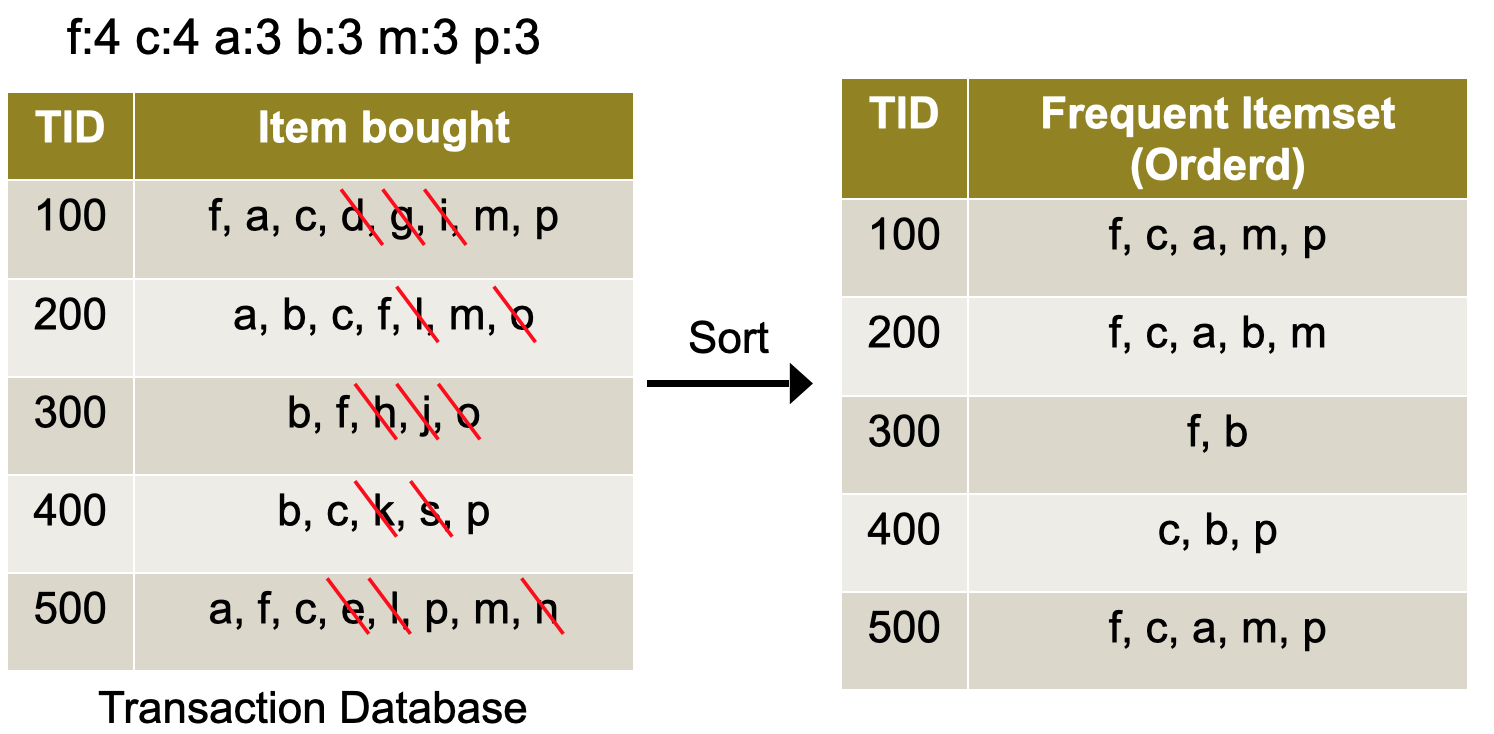 f:4 c:4 a:3 b:3 m:3 p:3
TID Item bought
100 f, a, c, d, g, i, m, p
200 a, b, c, f, l, m, o
300 b, f, h, j, o
400 b, c, k, s, p
500 a, f, c, e, l, p, m, n
Transaction Database
Sort
TID Frequent Itemset
(Orderd)
100 f, c, a, m, p
200 f, c, a, b, m
300 f, b
400 c, b, p
500 f, c, a, m, p